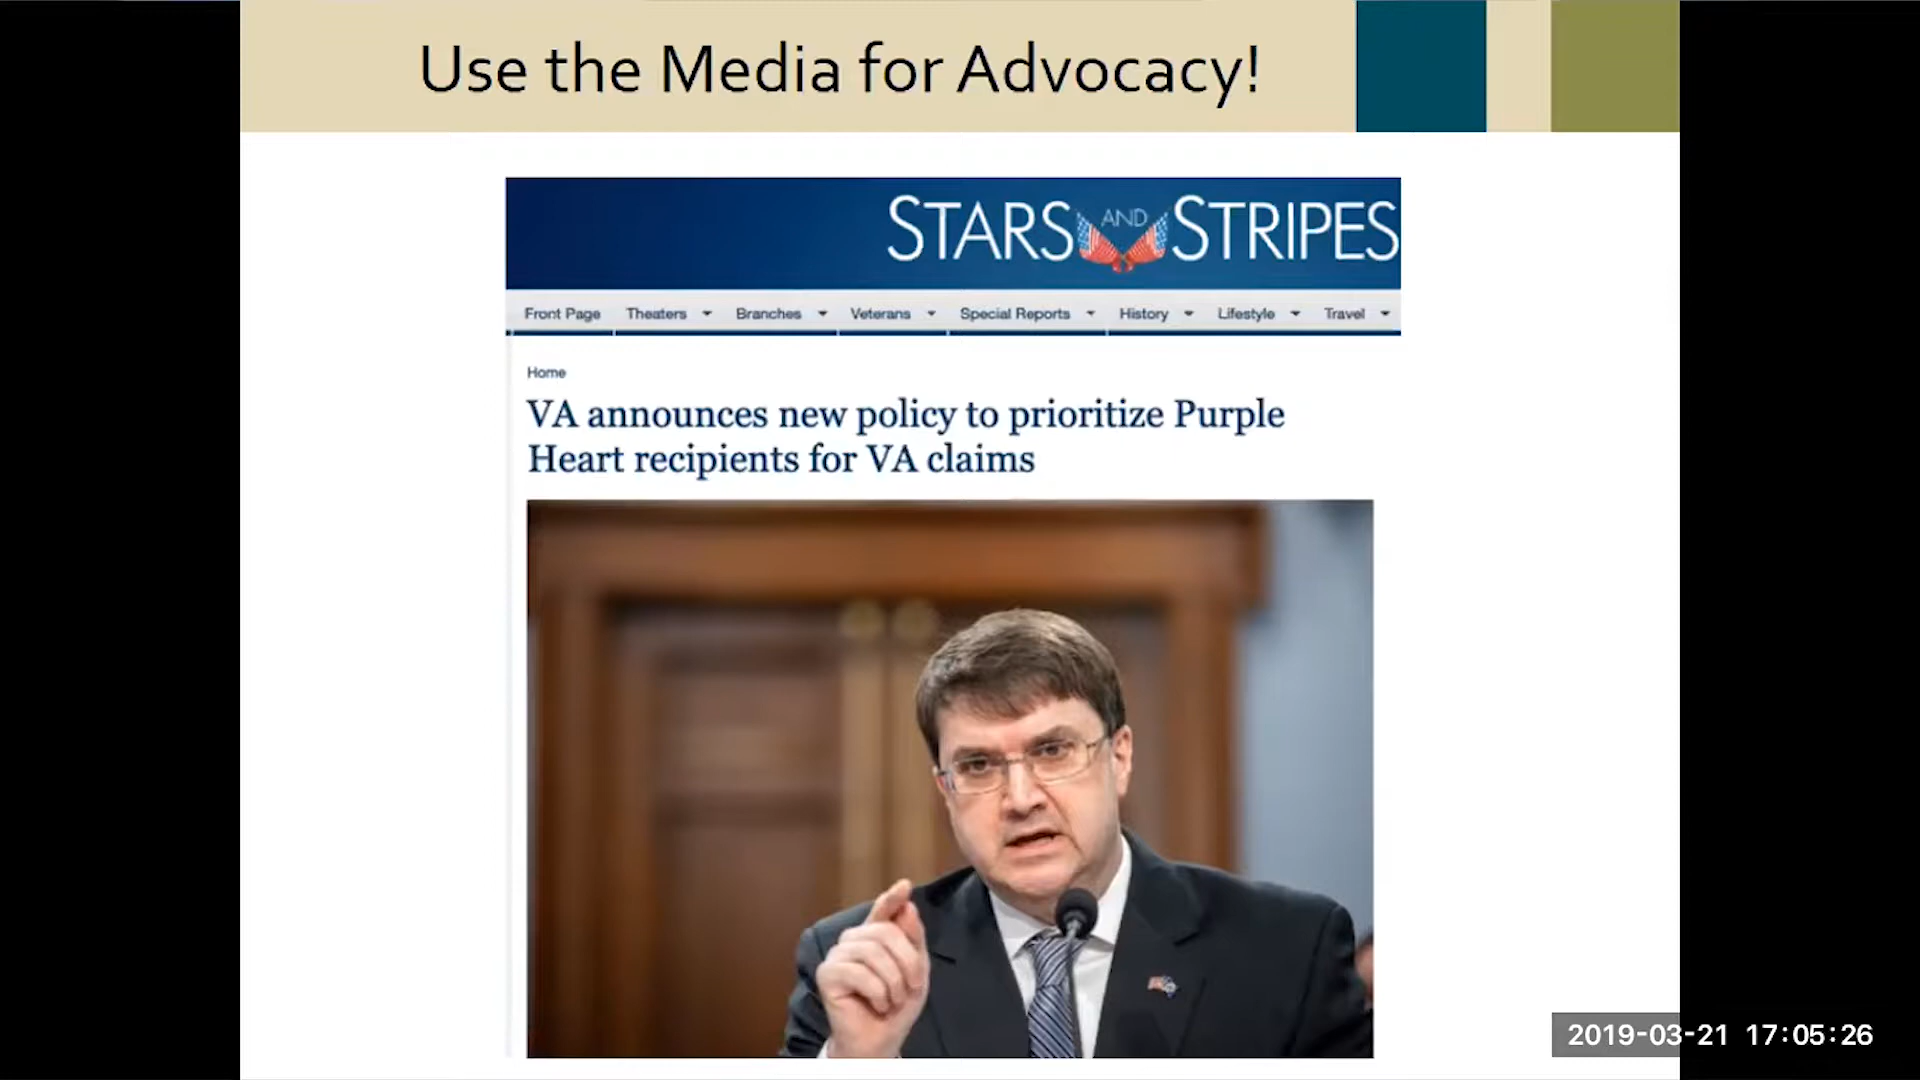 Use the Media for Advocacy!
STARS AND STRIPES
Front Page Theaters Branches Veterans Special Reports History Lifestyle Travel
Home
VA announces new policy to prioritize Purple
Heart recipients for VA claims
2019-03-21 17:05:26